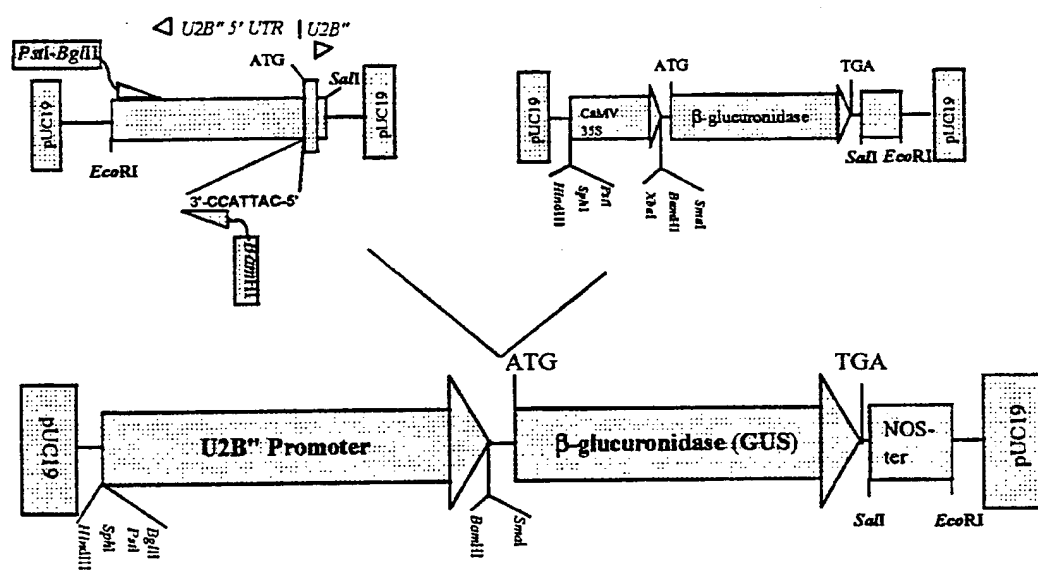 U2B" 5' UTR | U2B"
PstI-BglII
ATG
SalI
pUC19
pUC19
EcoRI
3'-CCATTAC-5'
BamHI
ATG
TGA
pUC19
CaMV
35S
β-glucuronidase
pUC19
SalI
EcoRI
HindIII
SphI
PstI
XbaI
BamHI
SmaI
ATG
TGA
pUC19
U2B" Promoter
β-glucuronidase (GUS)
NOS-
ter
pUC19
HindIII
SphI
PstI
BglII
BamHI
SmaI
SalI
EcoRI